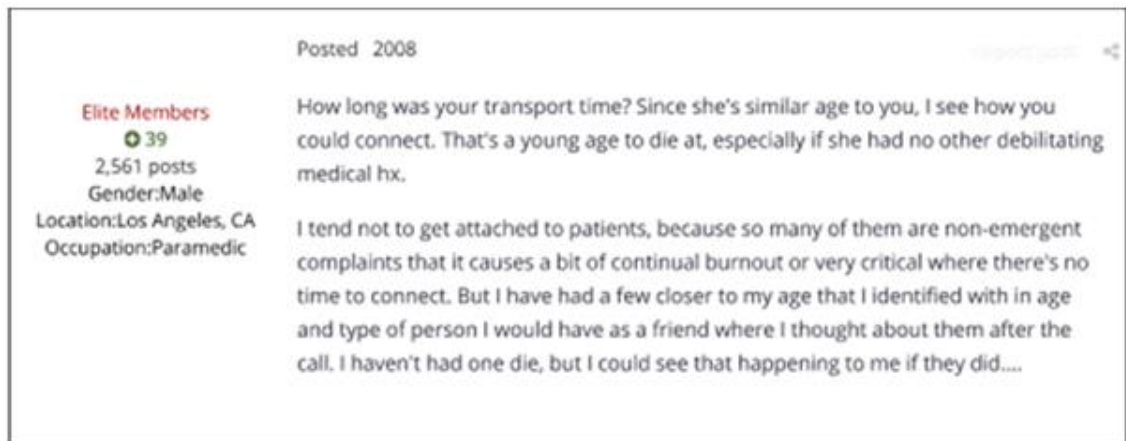 Posted 2008
Elite Members
39
2,561 posts
Gender:Male
Location:Los Angeles, CA
Occupation:Paramedic
How long was your transport time? Since she's similar age to you, I see how you
could connect. That's a young age to die at, especially if she had no other debilitating
medical hx.
I tend not to get attached to patients, because so many of them are non-emergent
complaints that it causes a bit of continual burnout or very critical where there's no
time to connect. But I have had a few closer to my age that I identified with in age
and type of person I would have as a friend where I thought about them after the
call. I haven't had one die, but I could see that happening to me if they did....